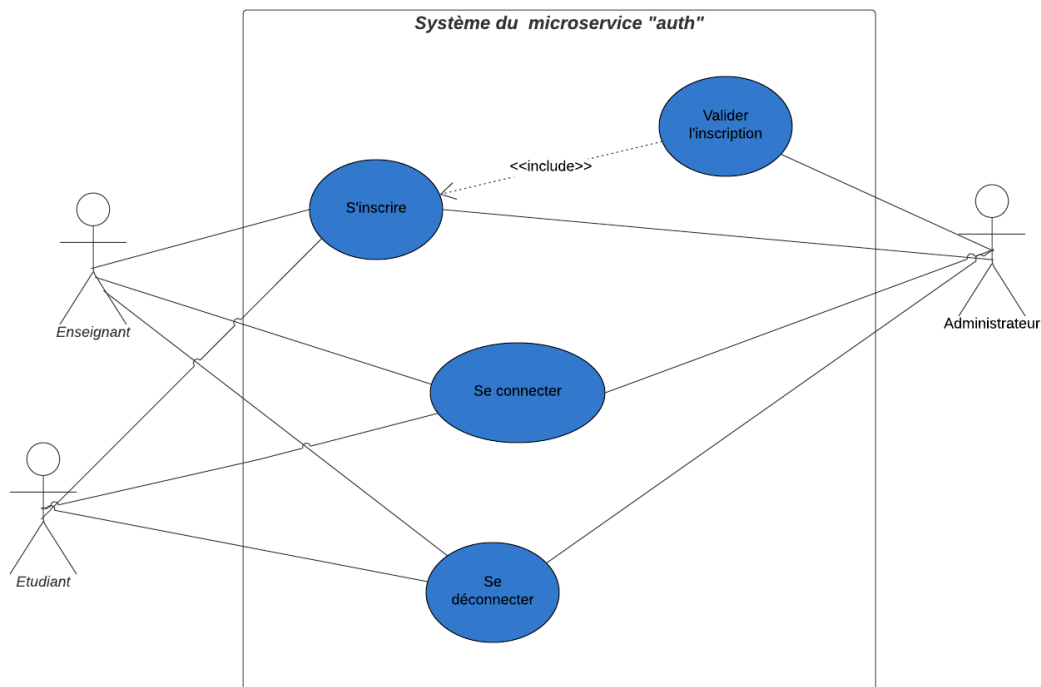 Système du microservice "auth"
Valider
l'inscription
<<include>>
S'inscrire
Enseignant
Administrateur
Se connecter
Etudiant
Se
déconnecter